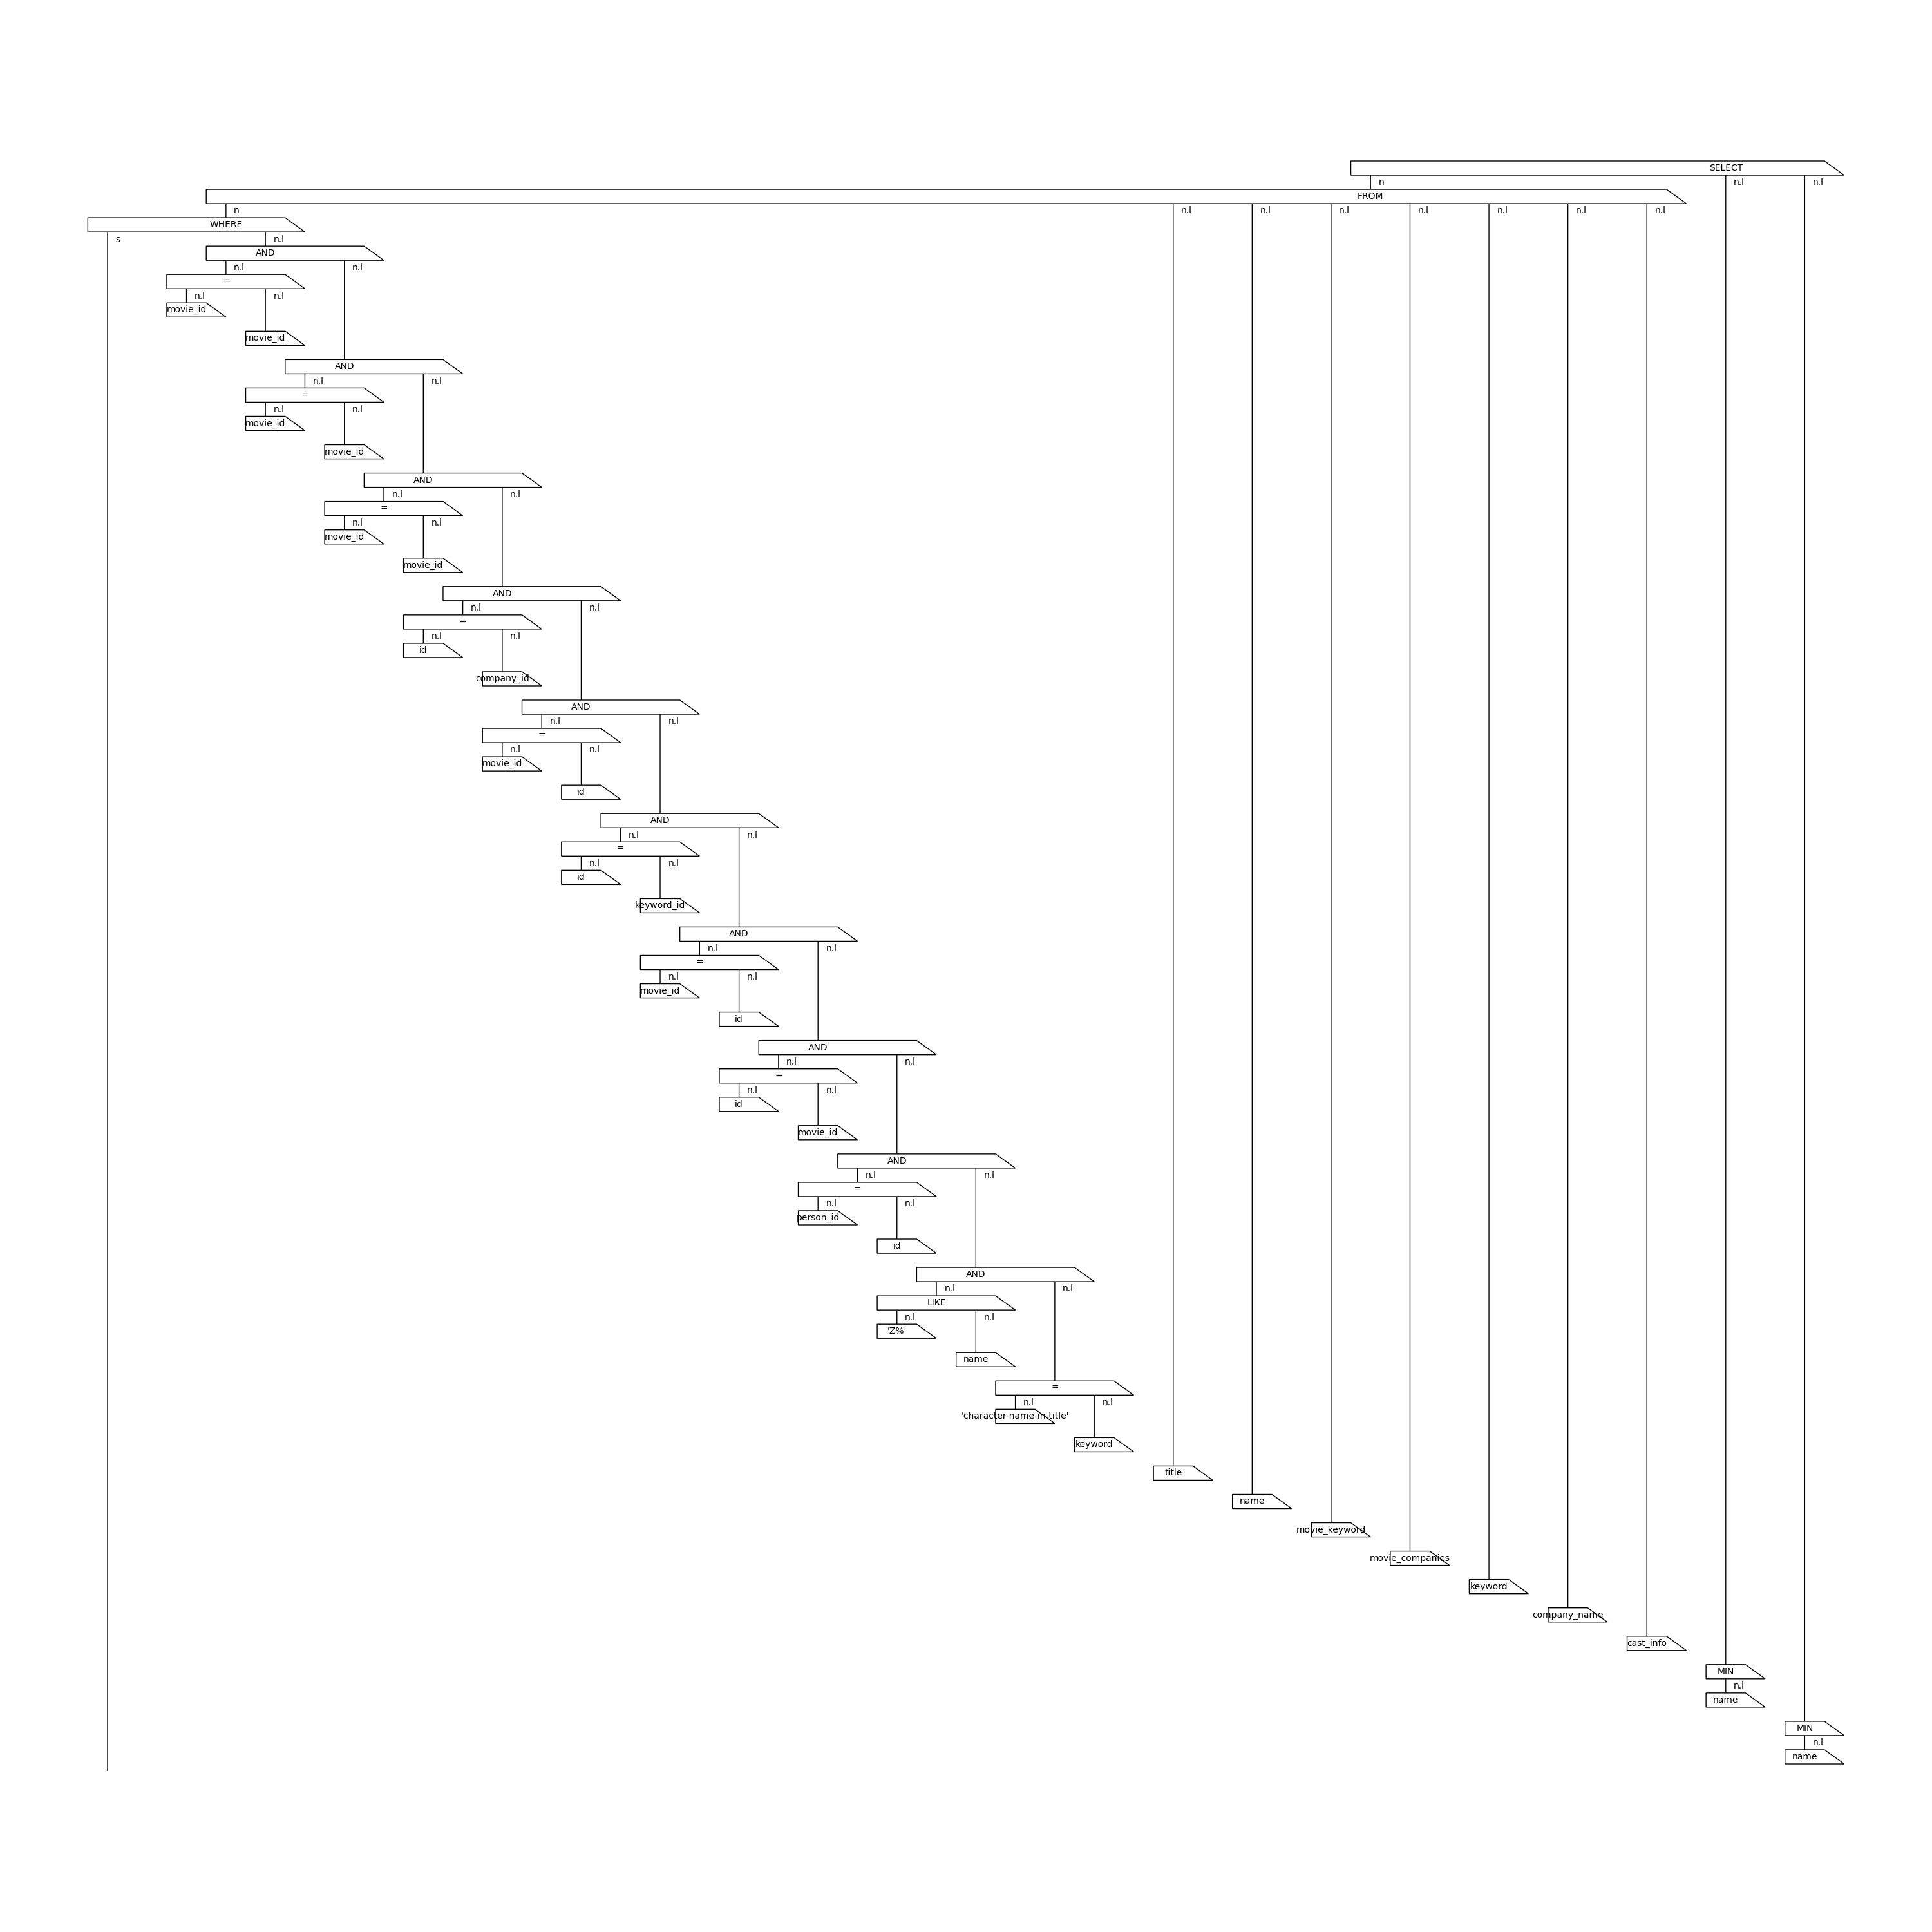 SELECT
n n.l n.l
FROM
n n.l n.l n.l n.l n.l n.l n.l
WHERE
s n.l
AND
n.l n.l
=
n.l n.l
movie_id
movie_id
AND
n.l n.l
=
n.l n.l
movie_id
movie_id
AND
n.l n.l
=
n.l n.l
movie_id
movie_id
AND
n.l n.l
=
n.l n.l
id
company_id
AND
n.l n.l
=
n.l n.l
movie_id
id
AND
n.l n.l
=
n.l n.l
id
keyword_id
AND
n.l n.l
=
n.l n.l
movie_id
id
AND
n.l n.l
=
n.l n.l
id
movie_id
AND
n.l n.l
=
n.l n.l
person_id
id
AND
n.l n.l
LIKE
n.l n.l
'Z%'
name
=
n.l n.l
'character-name-in-title'
keyword
title
name
movie_keyword
movie_companies
keyword
company_name
cast_info
MIN
n.l
name
MIN
n.l
name